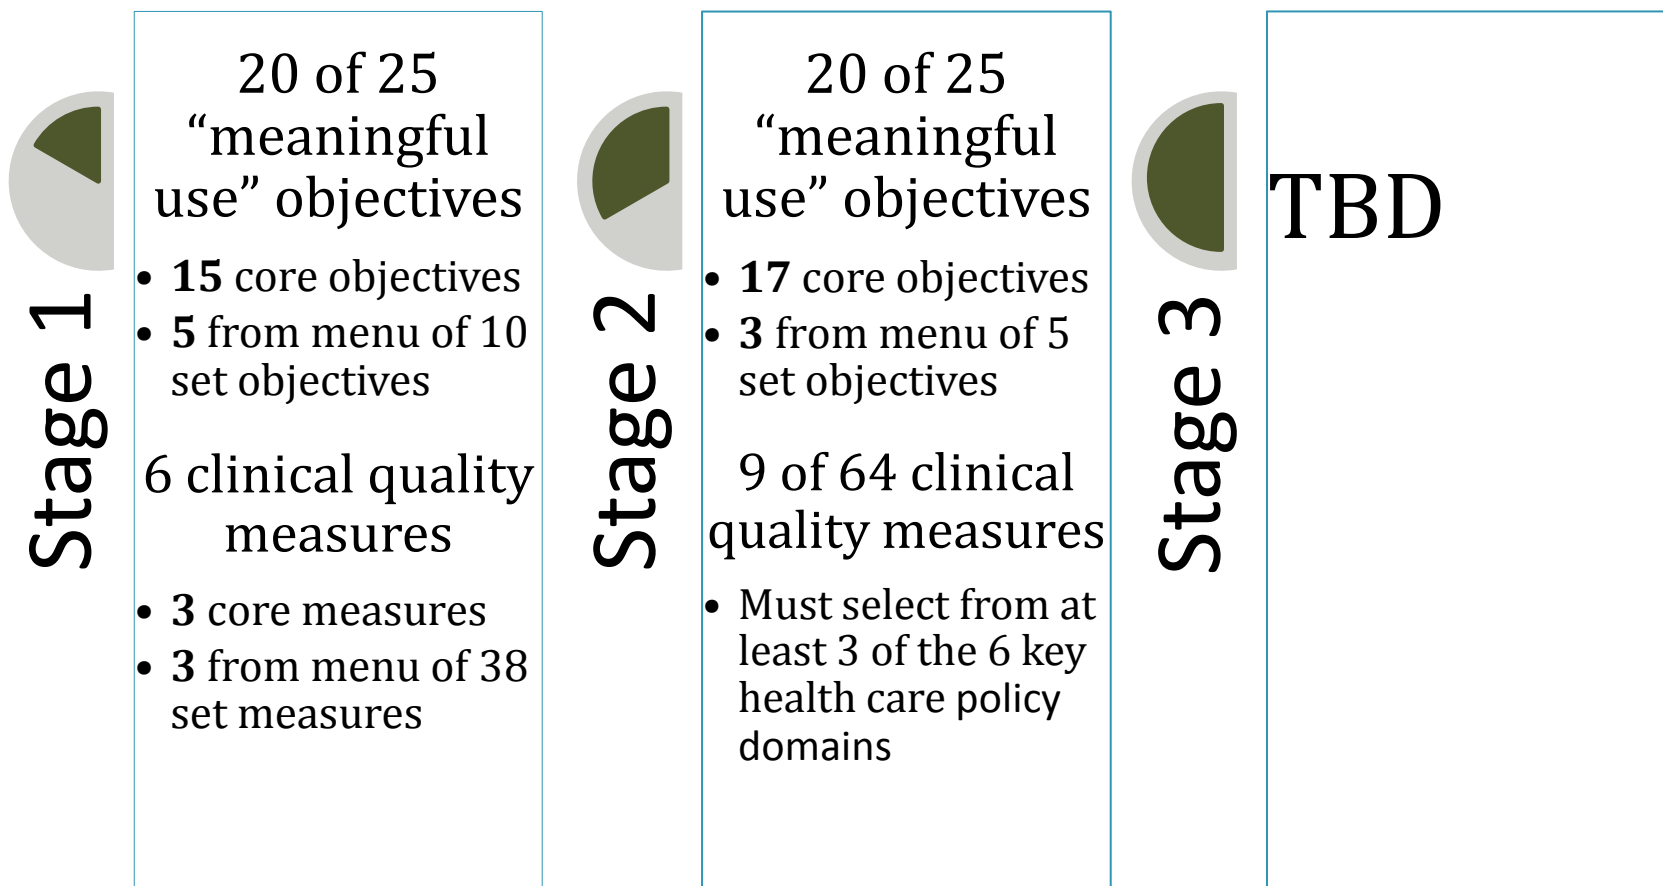 Stage 1
20 of 25
“meaningful
use” objectives
• 15 core objectives
• 5 from menu of 10
set objectives
6 clinical quality
measures
• 3 core measures
• 3 from menu of 38
set measures
Stage 2
20 of 25
“meaningful
use” objectives
• 17 core objectives
• 3 from menu of 5
set objectives
9 of 64 clinical
quality measures
• Must select from at
least 3 of the 6 key
health care policy
domains
Stage 3
TBD